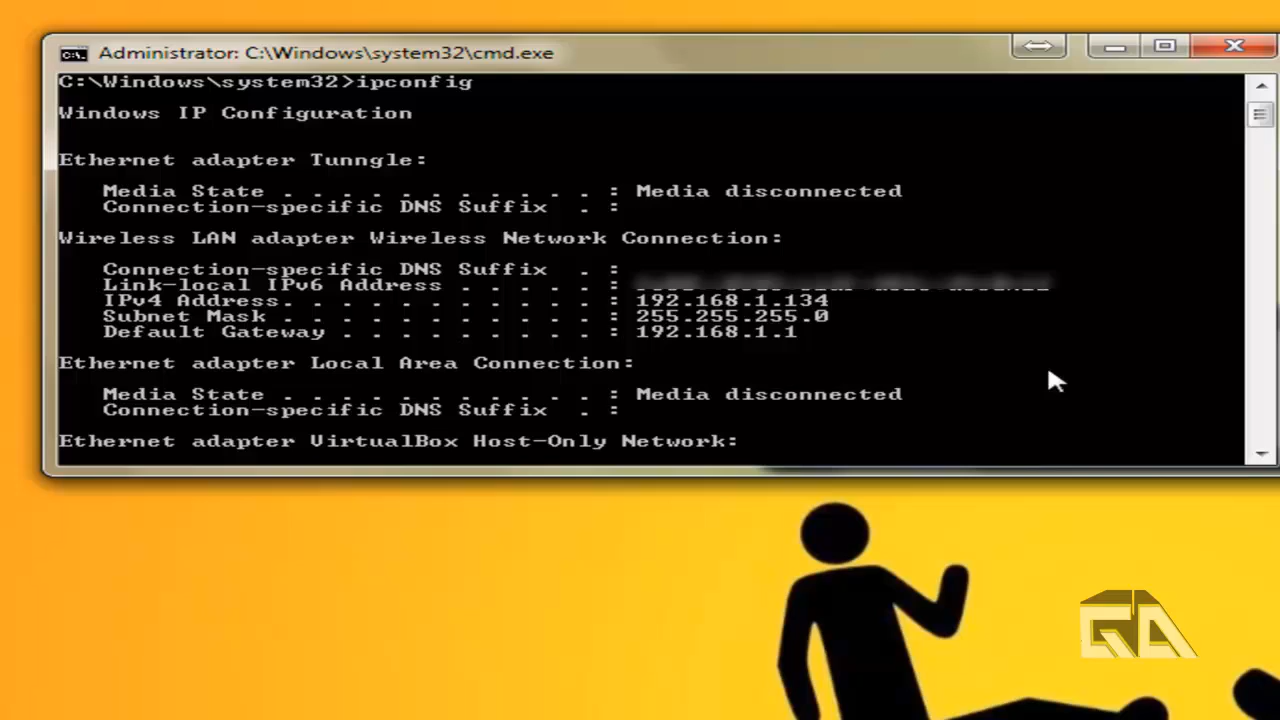 Administrator: C:\Windows\system32\cmd.exe
C:\Windows\system32>ipconfig
Windows IP Configuration
Ethernet adapter Tunngle:
Media State . . . . . . . . . . . : Media disconnected
Connection-specific DNS Suffix . :
Wireless LAN adapter Wireless Network Connection:
Connection-specific DNS Suffix . :
Link-local IPv6 Address . . . . . :
IPv4 Address. . . . . . . . . . . : 192.168.1.134
Subnet Mask . . . . . . . . . . . : 255.255.255.0
Default Gateway . . . . . . . . . : 192.168.1.1
Ethernet adapter Local Area Connection:
Media State . . . . . . . . . . . : Media disconnected
Connection-specific DNS Suffix . :
Ethernet adapter VirtualBox Host-Only Network: